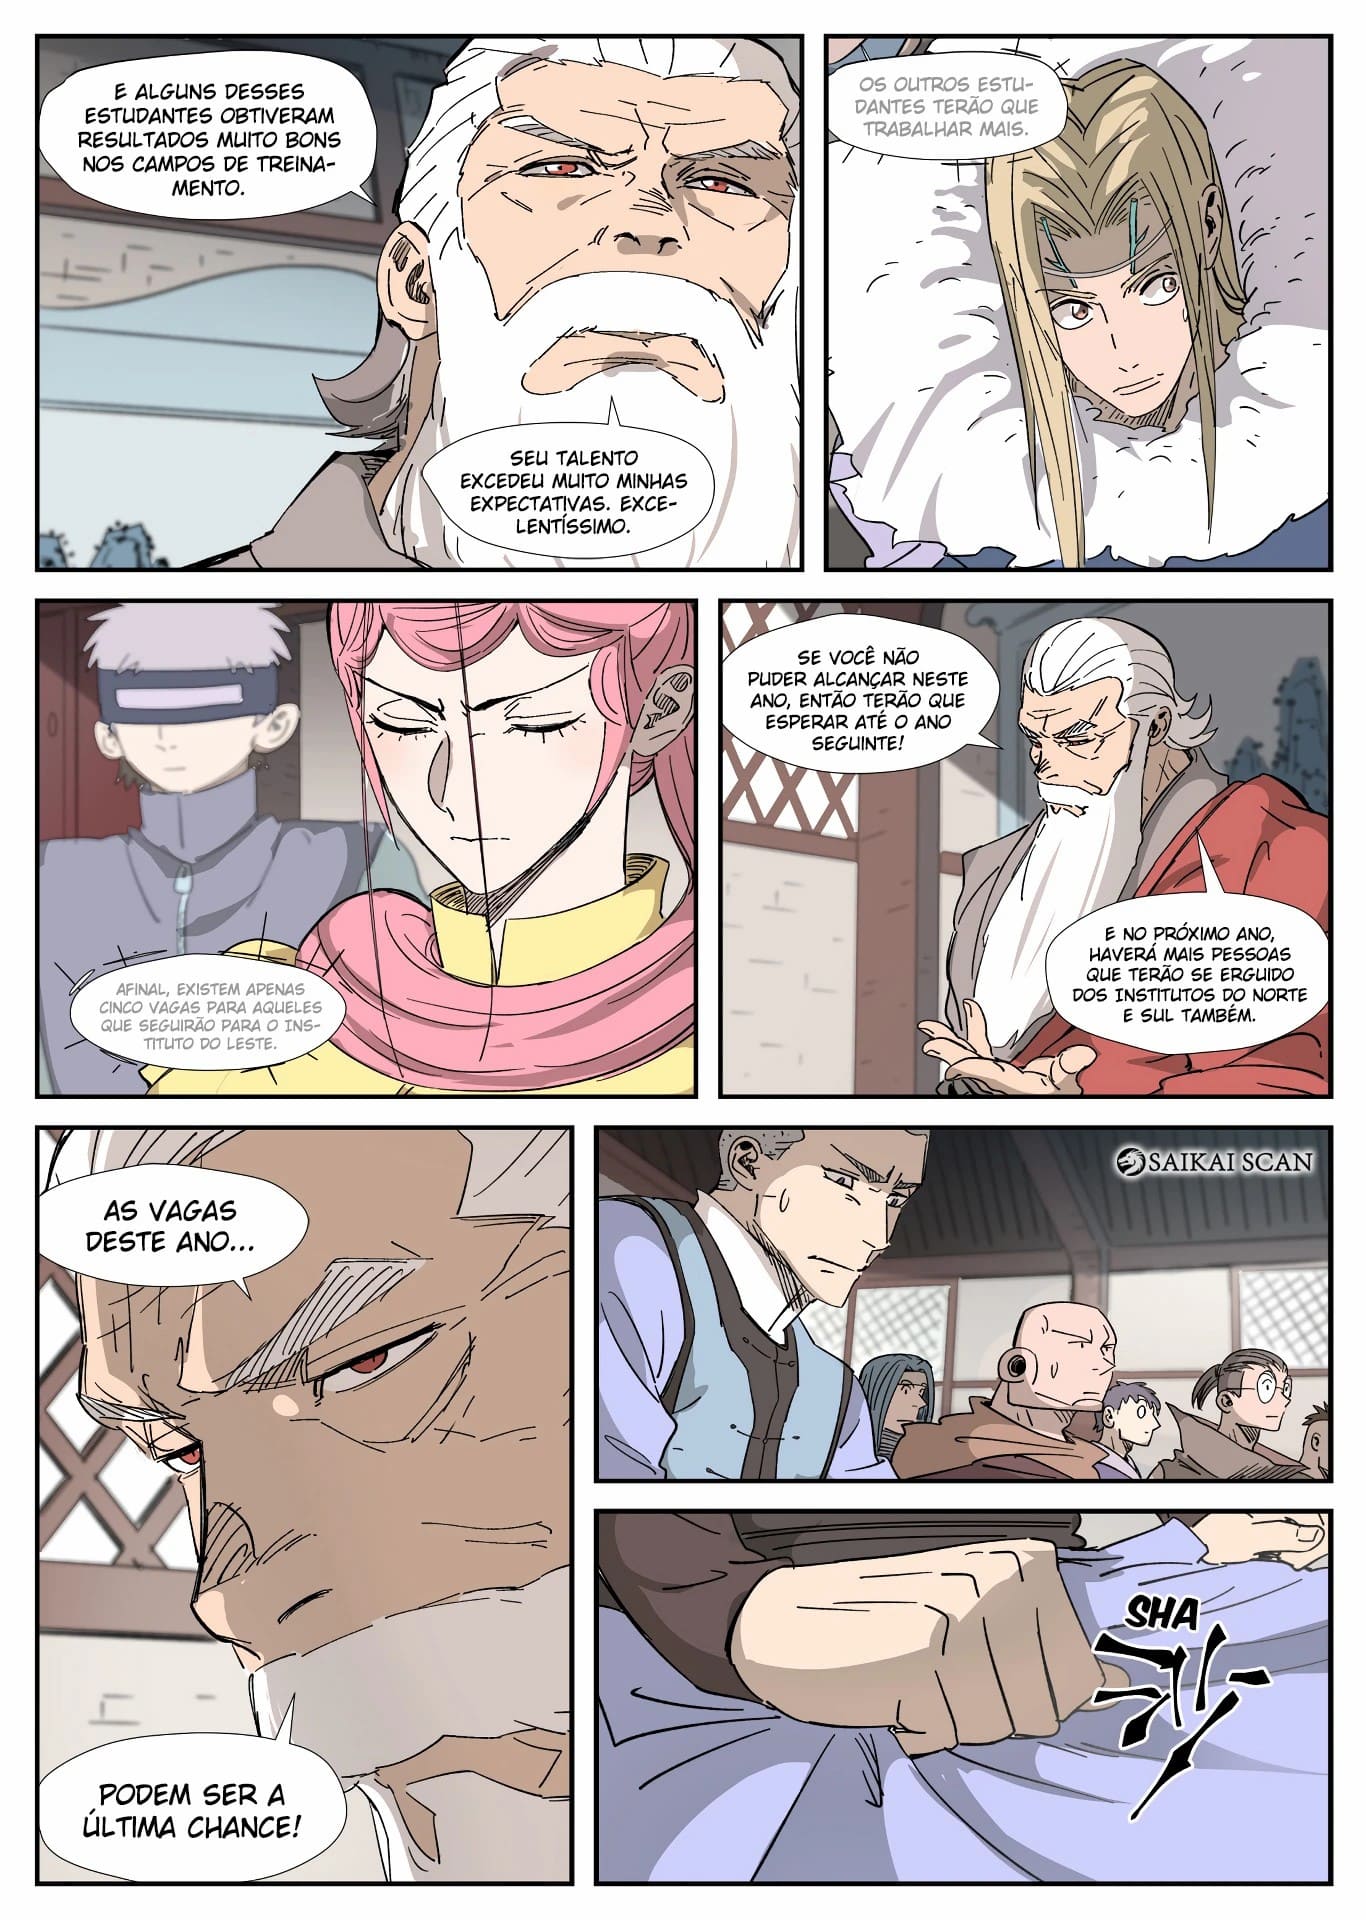 E ALGUNS DESSES
ESTUDANTES OBTIVERAM
RESULTADOS MUITO BONS
NOS CAMPOS DE TREINA-
MENTO.
SEU TALENTO
EXCEDEU MUITO MINHAS
EXPECTATIVAS. EXCE-
LENTÍSSIMO.
OS OUTROS ESTU-
DANTES TERÃO QUE
TRABALHAR MAIS.
AFINAL, EXISTEM APENAS
CINCO VAGAS PARA AQUELES
QUE SEGUIRÃO PARA O INS-
TITUTO DO LESTE.
SE VOCÊ NÃO
PUDER ALCANÇAR NESTE
ANO, ENTÃO TERÃO QUE
ESPERAR ATÉ O ANO
SEGUINTE!
E NO PRÓXIMO ANO,
HAVERÁ MAIS PESSOAS
QUE TERÃO SE ERGUIDO
DOS INSTITUTOS DO NORTE
E SUL TAMBÉM.
AS VAGAS
DESTE ANO...
PODEM SER A
ÚLTIMA CHANCE!
SAIKAI SCAN
SHA